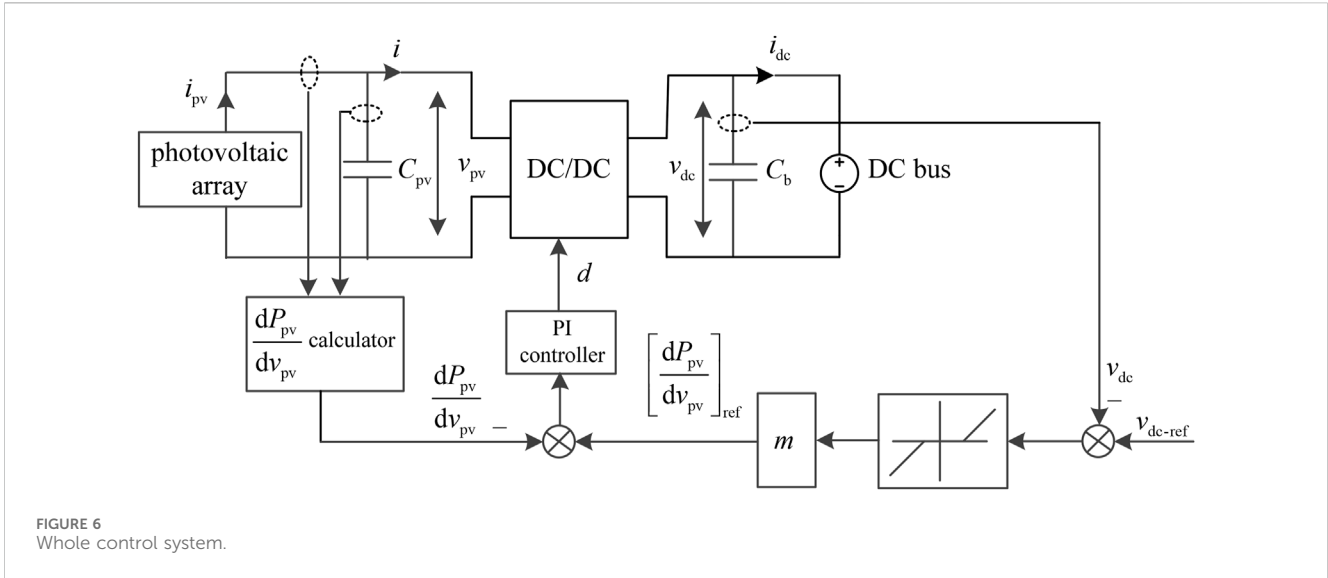 i
i_dc
i_pv
photovoltaic
array
C_pv
v_pv
DC/DC
v_dc
C_b
+
−
DC bus
d
dP_pv
dv_pv
calculator
PI
controller
dP_pv
dv_pv
−
[dP_pv
dv_pv]_ref
m
v_dc
−
v_dc-ref
FIGURE 6
Whole control system.